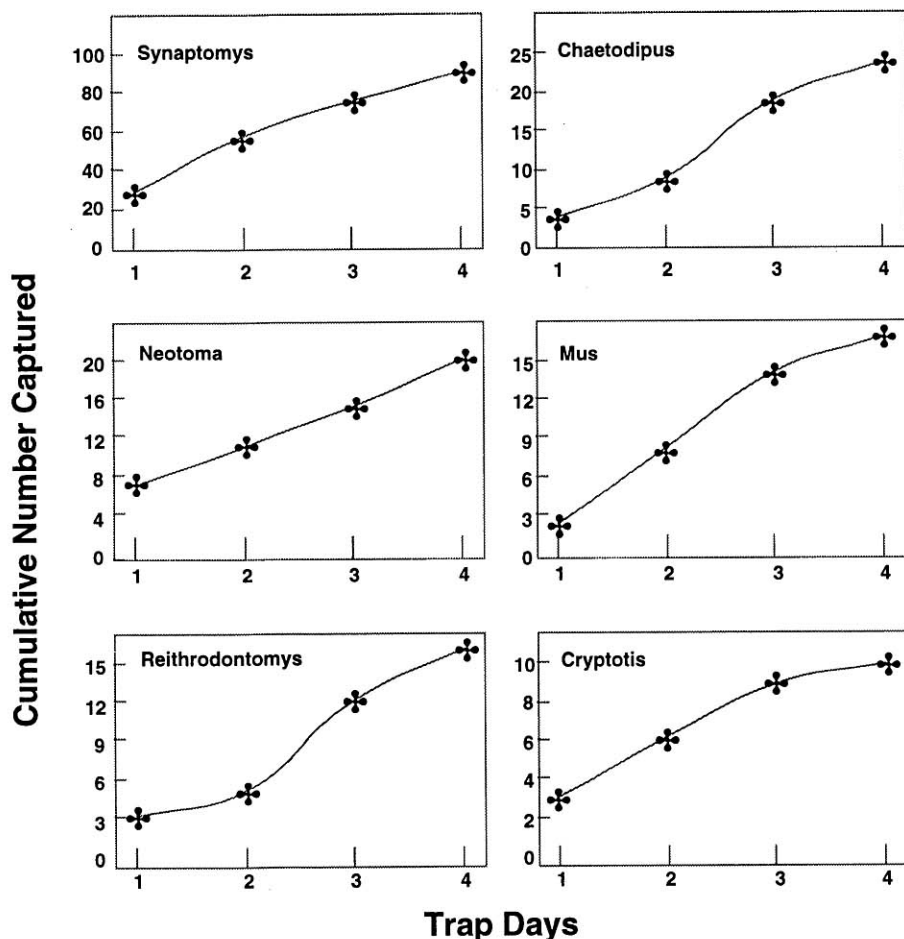 Cumulative Number Captured
Synaptomys
100
80
60
40
20
0
1 2 3 4
Chaetodipus
25
20
15
10
5
0
1 2 3 4
Neotoma
20
16
12
8
4
0
1 2 3 4
Mus
15
12
9
6
3
0
1 2 3 4
Reithrodontomys
15
12
9
6
3
0
1 2 3 4
Cryptotis
10
8
6
4
2
0
1 2 3 4
Trap Days